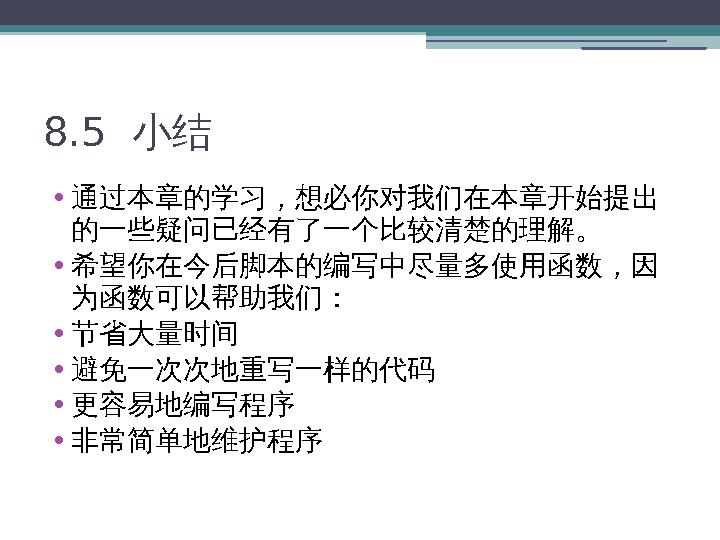 8.5 小结
•通过本章的学习，想必你对我们在本章开始提出
的一些疑问已经有了一个比较清楚的理解。
•希望你在今后脚本的编写中尽量多使用函数，因
为函数可以帮助我们：
•节省大量时间
•避免一次次地重写一样的代码
•更容易地编写程序
•非常简单地维护程序